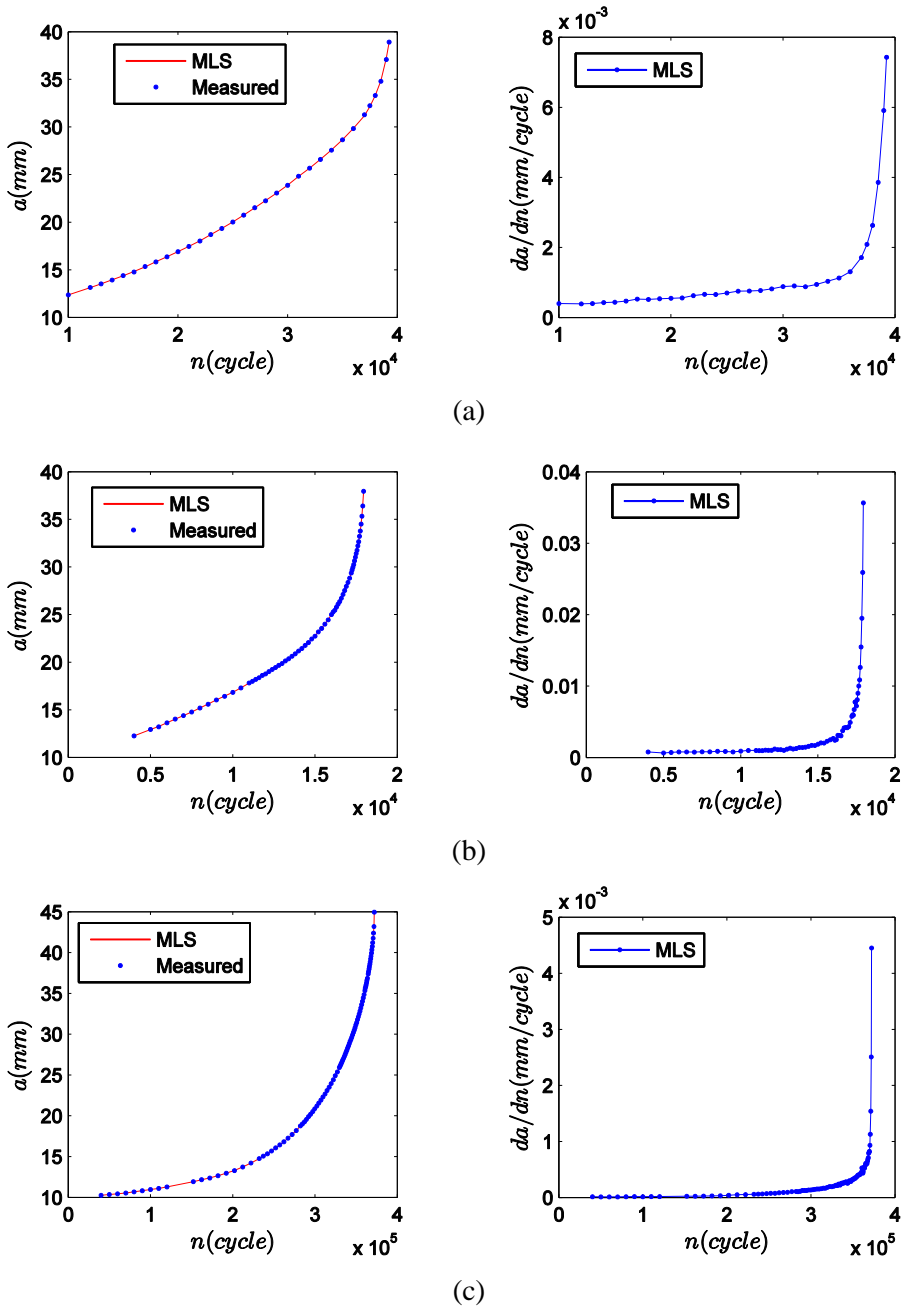 40
35
30
25
20
15
10
a(mm)
MLS
Measured
1 2 3 4
n(cycle)
x 10^4
x 10^-3
8
6
4
2
0
da/dn(mm/cycle)
MLS
1 2 3 4
n(cycle)
x 10^4
(a)
40
35
30
25
20
15
10
a(mm)
MLS
Measured
0 0.5 1 1.5 2
n(cycle)
x 10^4
0.04
0.03
0.02
0.01
0
da/dn(mm/cycle)
MLS
0 0.5 1 1.5 2
n(cycle)
x 10^4
(b)
45
40
35
30
25
20
15
10
a(mm)
MLS
Measured
0 1 2 3 4
n(cycle)
x 10^5
x 10^-3
5
4
3
2
1
0
da/dn(mm/cycle)
MLS
0 1 2 3 4
n(cycle)
x 10^5
(c)